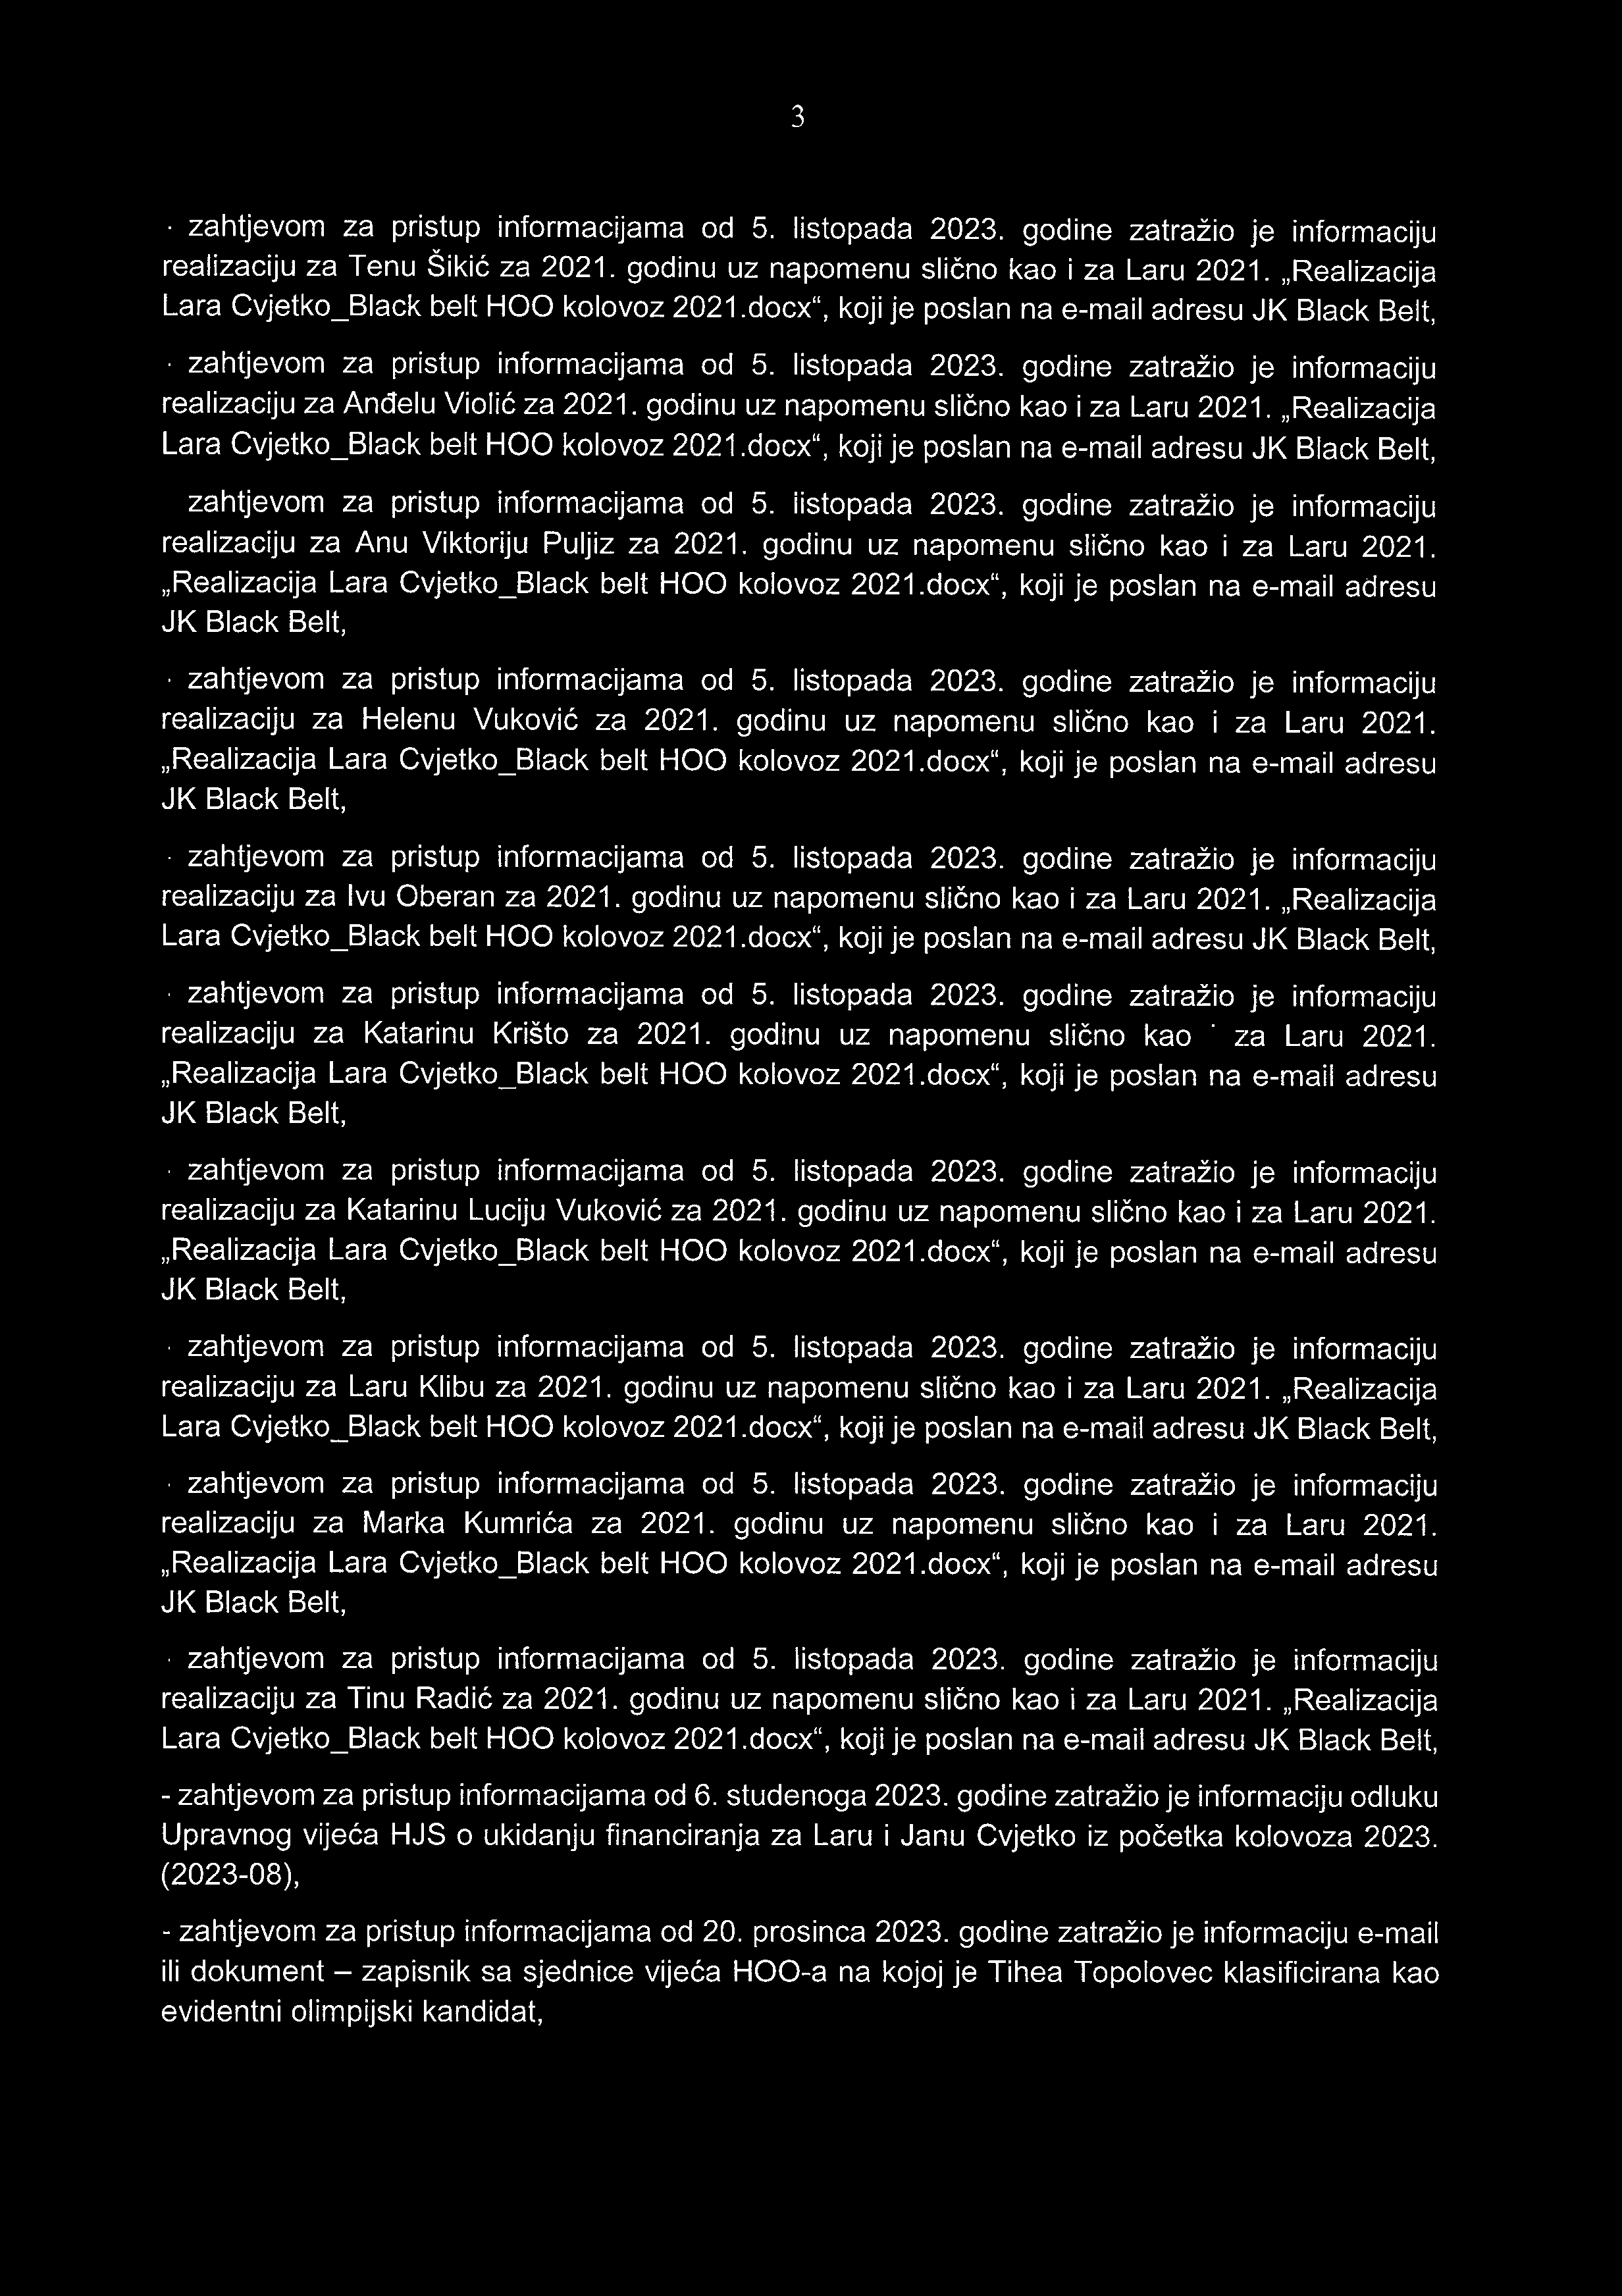 3
- zahtjevom za pristup informacijama od 5. listopada 2023. godine zatražio je informaciju
realizaciju za Tenu Šikić za 2021. godinu uz napomenu slično kao i za Laru 2021. „Realizacija
Lara Cvjetko_Black belt HOO kolovoz 2021.docx“, koji je poslan na e-mail adresu JK Black Belt,
- zahtjevom za pristup informacijama od 5. listopada 2023. godine zatražio je informaciju
realizaciju za Anđelu Violić za 2021. godinu uz napomenu slično kao i za Laru 2021. „Realizacija
Lara Cvjetko_Black belt HOO kolovoz 2021.docx“, koji je poslan na e-mail adresu JK Black Belt,
zahtjevom za pristup informacijama od 5. listopada 2023. godine zatražio je informaciju
realizaciju za Anu Viktoriju Puljiz za 2021. godinu uz napomenu slično kao i za Laru 2021.
„Realizacija Lara Cvjetko_Black belt HOO kolovoz 2021.docx“, koji je poslan na e-mail adresu
JK Black Belt,
- zahtjevom za pristup informacijama od 5. listopada 2023. godine zatražio je informaciju
realizaciju za Helenu Vuković za 2021. godinu uz napomenu slično kao i za Laru 2021.
„Realizacija Lara Cvjetko_Black belt HOO kolovoz 2021.docx“, koji je poslan na e-mail adresu
JK Black Belt,
- zahtjevom za pristup informacijama od 5. listopada 2023. godine zatražio je informaciju
realizaciju za Ivu Oberan za 2021. godinu uz napomenu slično kao i za Laru 2021. „Realizacija
Lara Cvjetko_Black belt HOO kolovoz 2021.docx“, koji je poslan na e-mail adresu JK Black Belt,
- zahtjevom za pristup informacijama od 5. listopada 2023. godine zatražio je informaciju
realizaciju za Katarinu Krišto za 2021. godinu uz napomenu slično kao i za Laru 2021.
„Realizacija Lara Cvjetko_Black belt HOO kolovoz 2021.docx“, koji je poslan na e-mail adresu
JK Black Belt,
- zahtjevom za pristup informacijama od 5. listopada 2023. godine zatražio je informaciju
realizaciju za Katarinu Luciju Vuković za 2021. godinu uz napomenu slično kao i za Laru 2021.
„Realizacija Lara Cvjetko_Black belt HOO kolovoz 2021.docx“, koji je poslan na e-mail adresu
JK Black Belt,
- zahtjevom za pristup informacijama od 5. listopada 2023. godine zatražio je informaciju
realizaciju za Laru Klibu za 2021. godinu uz napomenu slično kao i za Laru 2021. „Realizacija
Lara Cvjetko_Black belt HOO kolovoz 2021.docx“, koji je poslan na e-mail adresu JK Black Belt,
- zahtjevom za pristup informacijama od 5. listopada 2023. godine zatražio je informaciju
realizaciju za Marka Kumrića za 2021. godinu uz napomenu slično kao i za Laru 2021.
„Realizacija Lara Cvjetko_Black belt HOO kolovoz 2021.docx“, koji je poslan na e-mail adresu
JK Black Belt,
- zahtjevom za pristup informacijama od 5. listopada 2023. godine zatražio je informaciju
realizaciju za Tinu Radić za 2021. godinu uz napomenu slično kao i za Laru 2021. „Realizacija
Lara Cvjetko_Black belt HOO kolovoz 2021.docx“, koji je poslan na e-mail adresu JK Black Belt,
- zahtjevom za pristup informacijama od 6. studenoga 2023. godine zatražio je informaciju odluku
Upravnog vijeća HJS o ukidanju financiranja za Laru i Janu Cvjetko iz početka kolovoza 2023.
(2023-08),
- zahtjevom za pristup informacijama od 20. prosinca 2023. godine zatražio je informaciju e-mail
ili dokument – zapisnik sa sjednice vijeća HOO-a na kojoj je Tihea Topolovec klasificirana kao
evidentni olimpijski kandidat,